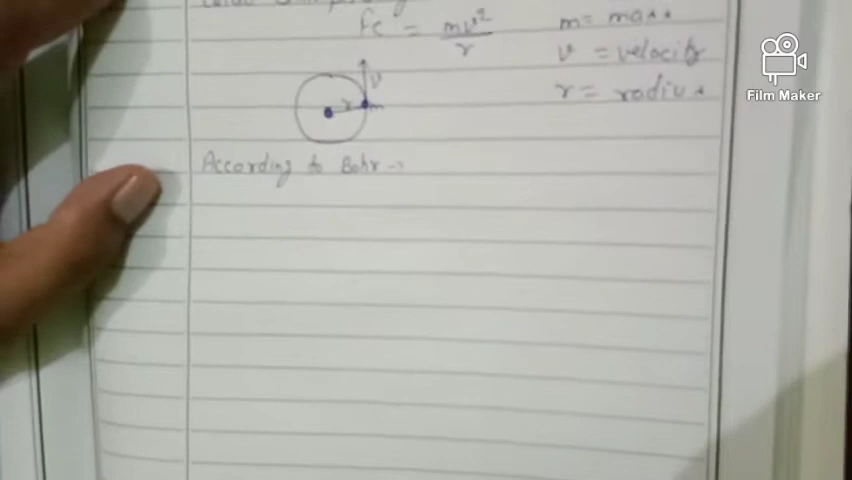 Fc = mv²/r
m = mass
v = velocity
r = radius
v
r m
According to Bohr →
Film Maker